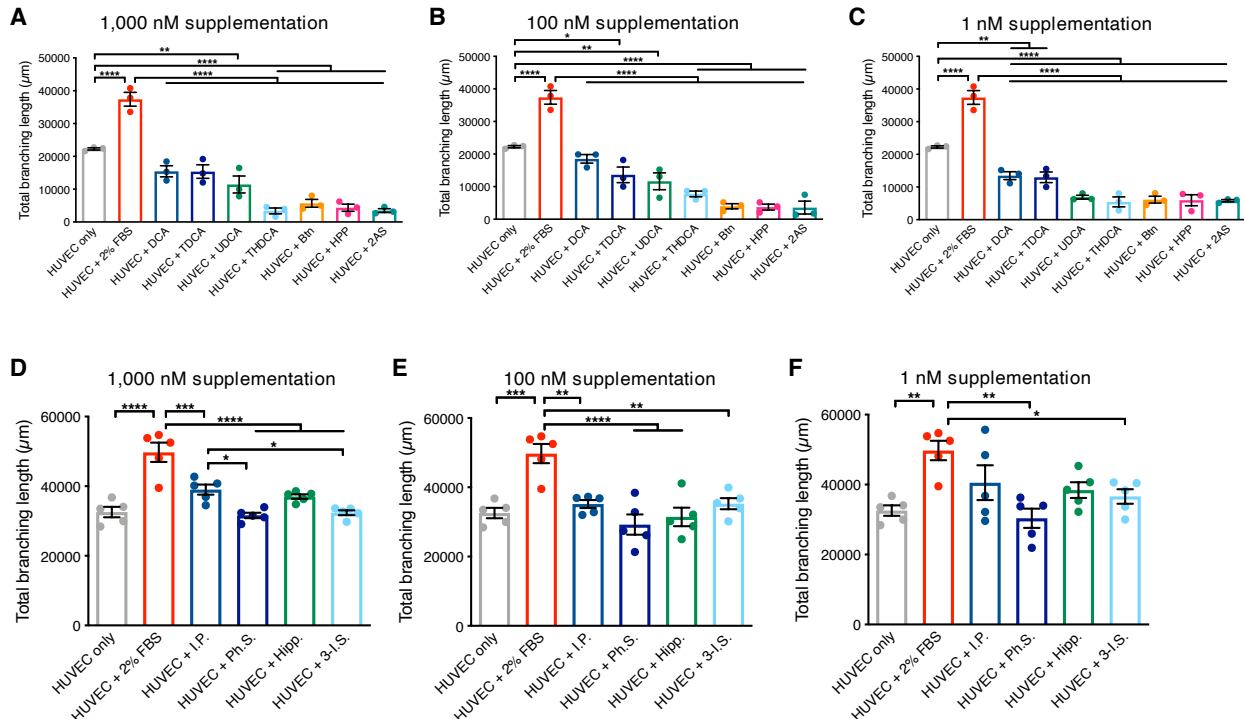 A
1,000 nM supplementation
**
****
****
****
Total branching length (µm)
50000
40000
30000
20000
10000
0
HUVEC only
HUVEC + 2% FBS
HUVEC + DCA
HUVEC + TDCA
HUVEC + UDCA
HUVEC + THDCA
HUVEC + Btn
HUVEC + HPP
HUVEC + 2AS
B
100 nM supplementation
*
**
****
****
****
Total branching length (µm)
50000
40000
30000
20000
10000
0
HUVEC only
HUVEC + 2% FBS
HUVEC + DCA
HUVEC + TDCA
HUVEC + UDCA
HUVEC + THDCA
HUVEC + Btn
HUVEC + HPP
HUVEC + 2AS
C
1 nM supplementation
**
****
****
****
Total branching length (µm)
50000
40000
30000
20000
10000
0
HUVEC only
HUVEC + 2% FBS
HUVEC + DCA
HUVEC + TDCA
HUVEC + UDCA
HUVEC + THDCA
HUVEC + Btn
HUVEC + HPP
HUVEC + 2AS
D
1,000 nM supplementation
****
***
****
*
*
Total branching length (µm)
60000
40000
20000
0
HUVEC only
HUVEC + 2% FBS
HUVEC + I.P.
HUVEC + Ph.S.
HUVEC + Hipp.
HUVEC + 3-I.S.
E
100 nM supplementation
***
**
**
****
Total branching length (µm)
60000
40000
20000
0
HUVEC only
HUVEC + 2% FBS
HUVEC + I.P.
HUVEC + Ph.S.
HUVEC + Hipp.
HUVEC + 3-I.S.
F
1 nM supplementation
**
**
*
Total branching length (µm)
60000
40000
20000
0
HUVEC only
HUVEC + 2% FBS
HUVEC + I.P.
HUVEC + Ph.S.
HUVEC + Hipp.
HUVEC + 3-I.S.